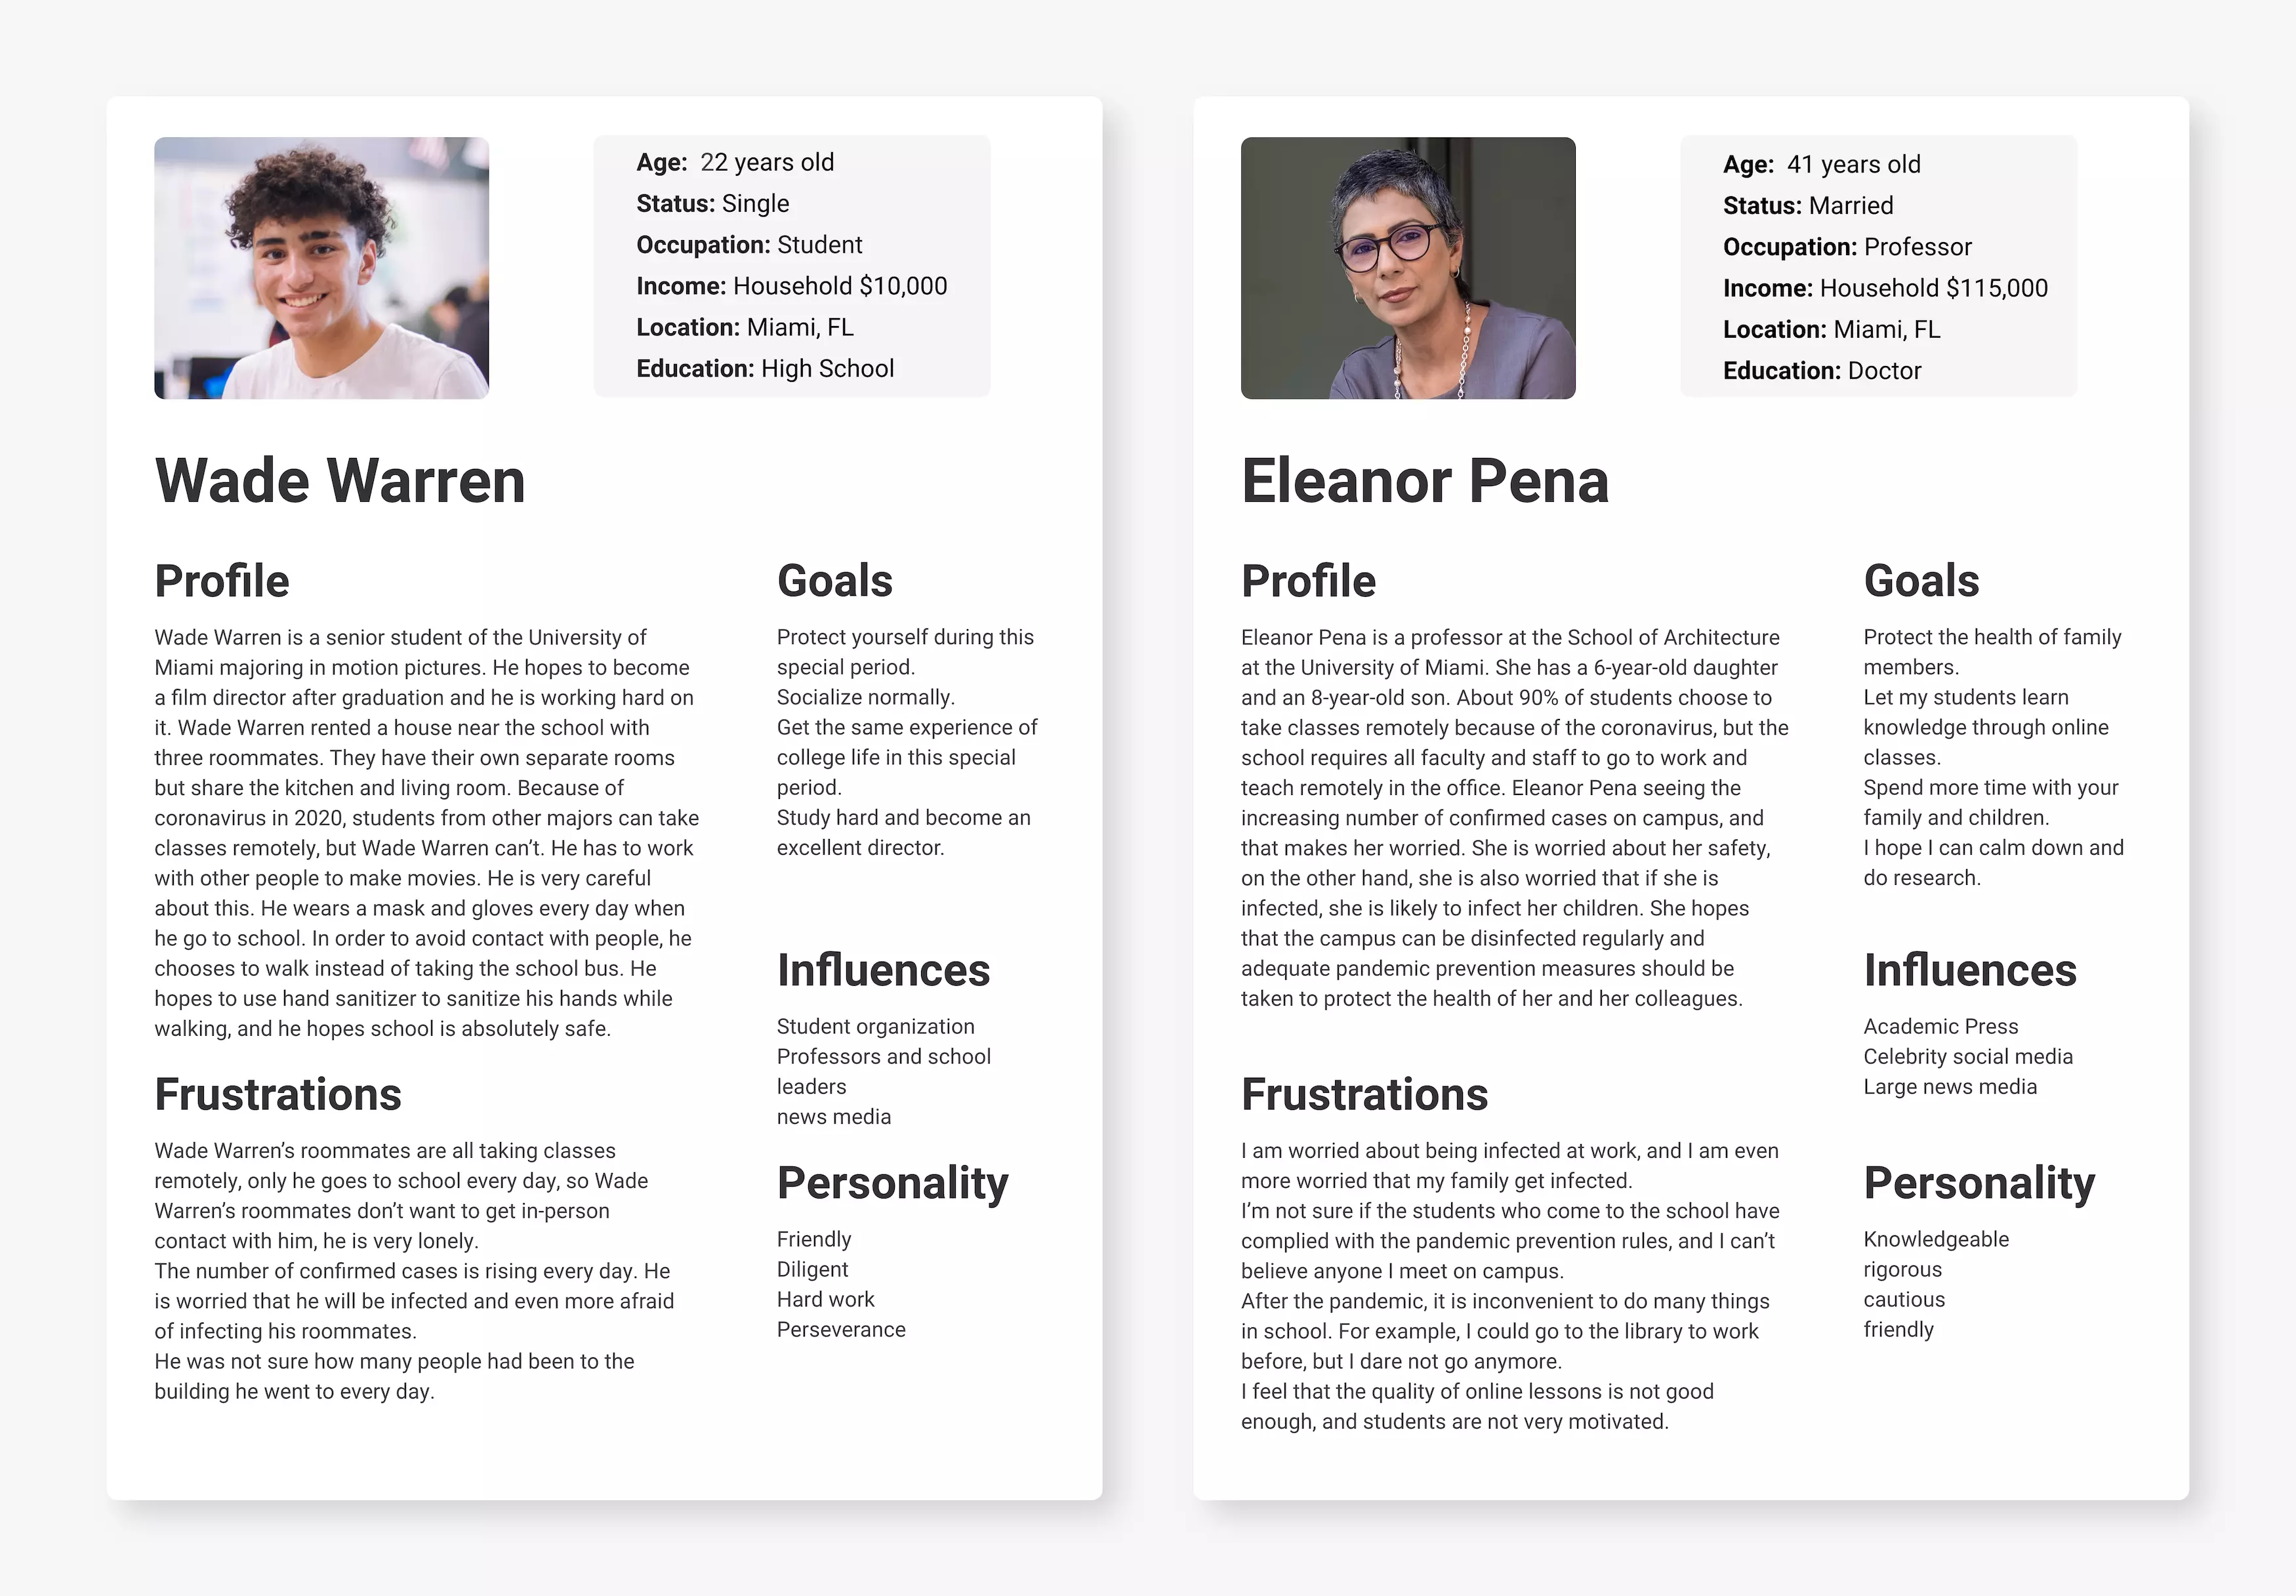 Age: 22 years old
Status: Single
Occupation: Student
Income: Household $10,000
Location: Miami, FL
Education: High School
Wade Warren
Profile
Wade Warren is a senior student of the University of
Miami majoring in motion pictures. He hopes to become
a film director after graduation and he is working hard on
it. Wade Warren rented a house near the school with
three roommates. They have their own separate rooms
but share the kitchen and living room. Because of
coronavirus in 2020, students from other majors can take
classes remotely, but Wade Warren can’t. He has to work
with other people to make movies. He is very careful
about this. He wears a mask and gloves every day when
he go to school. In order to avoid contact with people, he
chooses to walk instead of taking the school bus. He
hopes to use hand sanitizer to sanitize his hands while
walking, and he hopes school is absolutely safe.
Frustrations
Wade Warren’s roommates are all taking classes
remotely, only he goes to school every day, so Wade
Warren’s roommates don’t want to get in-person
contact with him, he is very lonely.
The number of confirmed cases is rising every day. He
is worried that he will be infected and even more afraid
of infecting his roommates.
He was not sure how many people had been to the
building he went to every day.
Goals
Protect yourself during this
special period.
Socialize normally.
Get the same experience of
college life in this special
period.
Study hard and become an
excellent director.
Influences
Student organization
Professors and school
leaders
news media
Personality
Friendly
Diligent
Hard work
Perseverance
Age: 41 years old
Status: Married
Occupation: Professor
Income: Household $115,000
Location: Miami, FL
Education: Doctor
Eleanor Pena
Profile
Eleanor Pena is a professor at the School of Architecture
at the University of Miami. She has a 6-year-old daughter
and an 8-year-old son. About 90% of students choose to
take classes remotely because of the coronavirus, but the
school requires all faculty and staff to go to work and
teach remotely in the office. Eleanor Pena seeing the
increasing number of confirmed cases on campus, and
that makes her worried. She is worried about her safety,
on the other hand, she is also worried that if she is
infected, she is likely to infect her children. She hopes
that the campus can be disinfected regularly and
adequate pandemic prevention measures should be
taken to protect the health of her and her colleagues.
Frustrations
I am worried about being infected at work, and I am even
more worried that my family get infected.
I’m not sure if the students who come to the school have
complied with the pandemic prevention rules, and I can’t
believe anyone I meet on campus.
After the pandemic, it is inconvenient to do many things
in school. For example, I could go to the library to work
before, but I dare not go anymore.
I feel that the quality of online lessons is not good
enough, and students are not very motivated.
Goals
Protect the health of family
members.
Let my students learn
knowledge through online
classes.
Spend more time with your
family and children.
I hope I can calm down and
do research.
Influences
Academic Press
Celebrity social media
Large news media
Personality
Knowledgeable
rigorous
cautious
friendly